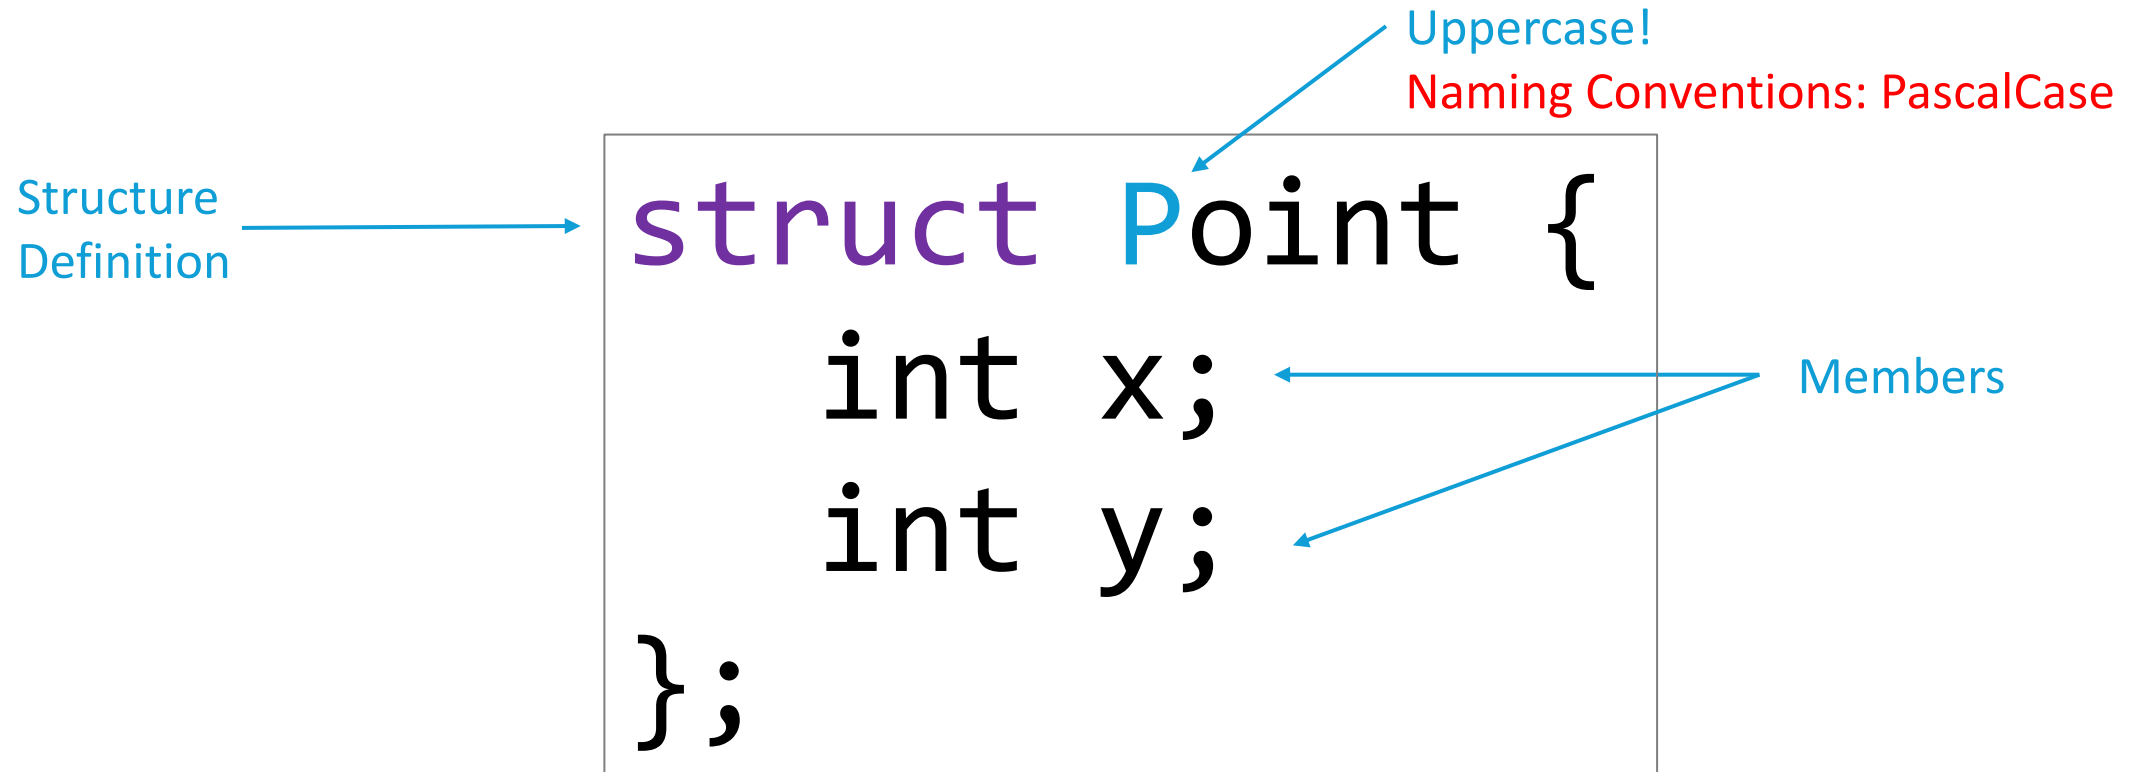 Uppercase!
Naming Conventions: PascalCase
Structure
Definition
struct Point {
int x;
Members
int y;
};